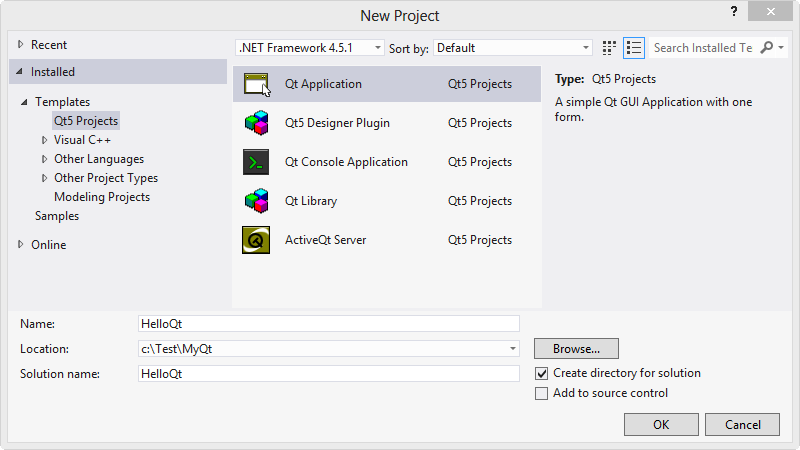 New Project
?
Recent
.NET Framework 4.5.1
Sort by:
Default
Search Installed Te
Installed
Templates
Qt5 Projects
Visual C++
Other Languages
Other Project Types
Modeling Projects
Samples
Online
Qt Application Qt5 Projects
Qt5 Designer Plugin Qt5 Projects
Qt Console Application Qt5 Projects
Qt Library Qt5 Projects
ActiveQt Server Qt5 Projects
Type: Qt5 Projects
A simple Qt GUI Application with one
form.
Name: HelloQt
Location: c:\Test\MyQt
Browse...
Solution name: HelloQt
Create directory for solution
Add to source control
OK
Cancel